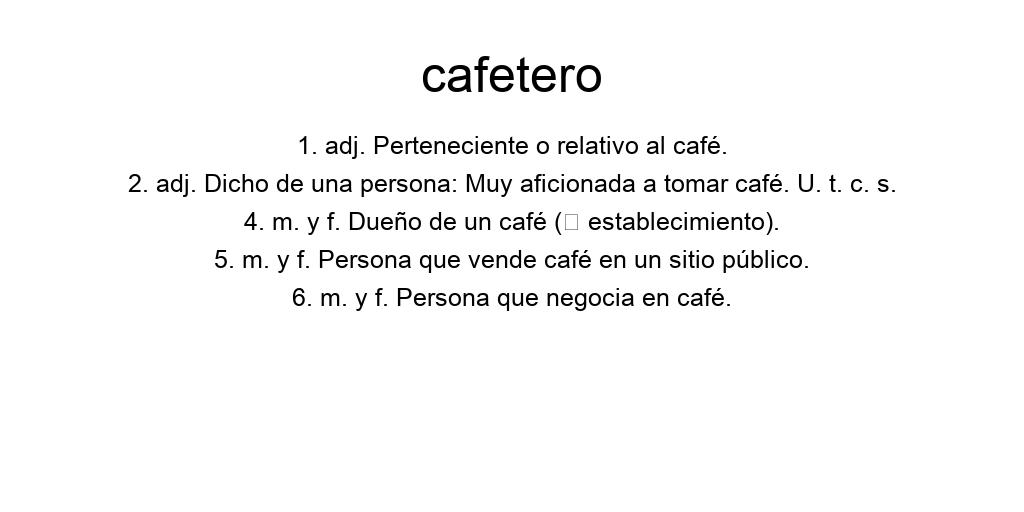 cafetero
1. adj. Perteneciente o relativo al café.
2. adj. Dicho de una persona: Muy aficionada a tomar café. U. t. c. s.
4. m. y f. Dueño de un café (□ establecimiento).
5. m. y f. Persona que vende café en un sitio público.
6. m. y f. Persona que negocia en café.